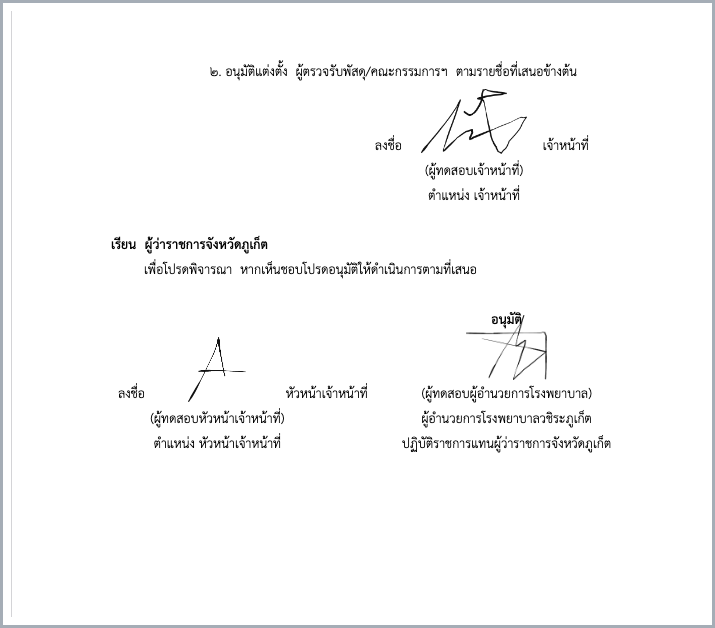 ๒. อนุมัติแต่งตั้ง ผู้ตรวจรับพัสดุ/คณะกรรมการฯ ตามรายชื่อที่เสนอข้างต้น
ลงชื่อ เจ้าหน้าที่
(ผู้ทดสอบเจ้าหน้าที่)
ตำแหน่ง เจ้าหน้าที่
เรียน ผู้ว่าราชการจังหวัดภูเก็ต
เพื่อโปรดพิจารณา หากเห็นชอบโปรดอนุมัติให้ดำเนินการตามที่เสนอ
อนุมัติ
ลงชื่อ หัวหน้าเจ้าหน้าที่
(ผู้ทดสอบหัวหน้าเจ้าหน้าที่)
ตำแหน่ง หัวหน้าเจ้าหน้าที่
(ผู้ทดสอบผู้อำนวยการโรงพยาบาล)
ผู้อำนวยการโรงพยาบาลวชิระภูเก็ต
ปฏิบัติราชการแทนผู้ว่าราชการจังหวัดภูเก็ต